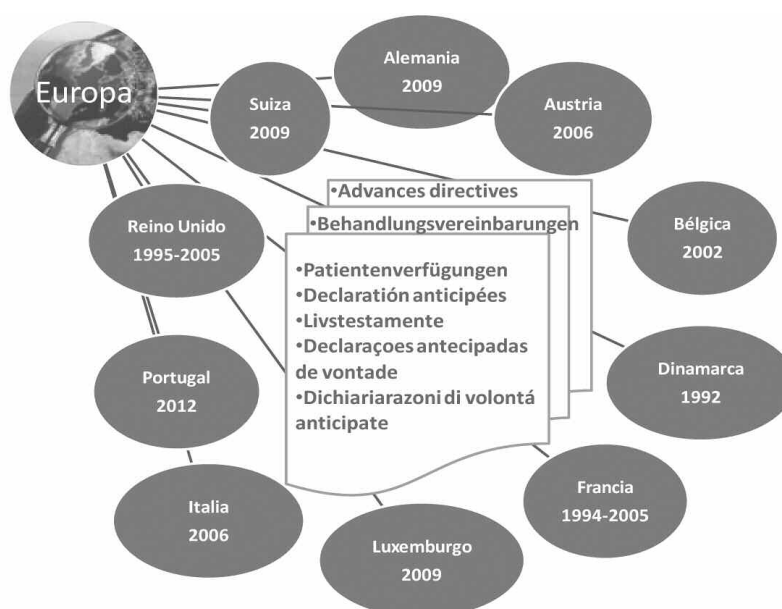 Europa
Alemania
2009
Suiza
2009
Austria
2006
•Advances directives
•Behandlungsvereinbarungen
Reino Unido
1995-2005
Bélgica
2002
•Patientenverfügungen
•Declaratión anticipées
•Livstestamente
•Declaraçoes antecipadas
de vontade
•Dichiariarazoni di volontá
anticipate
Portugal
2012
Dinamarca
1992
Italia
2006
Francia
1994-2005
Luxemburgo
2009